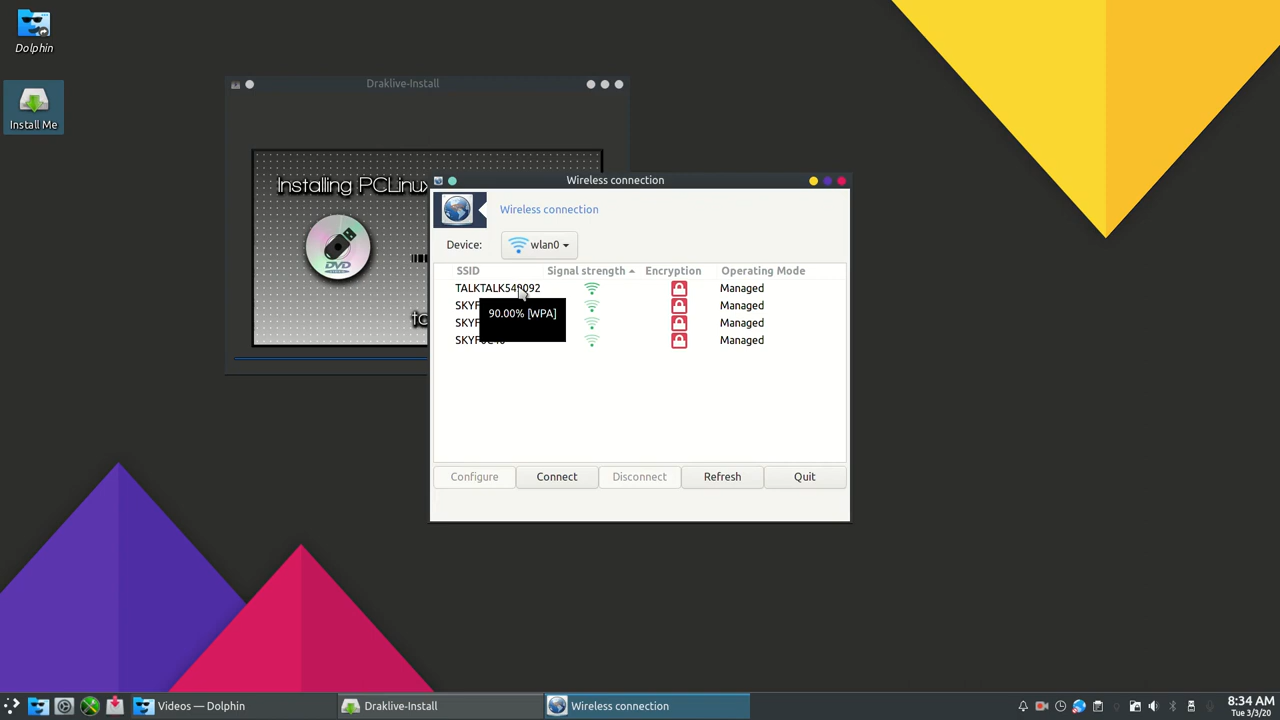 Dolphin
Install Me
Draklive-Install
Installing PCLinux
DVD
Wireless connection
Wireless connection
Device: wlan0
SSID Signal strength Encryption Operating Mode
TALKTALK549092 Managed
90.00% [WPA]
Managed
Managed
Managed
Configure Connect Disconnect Refresh Quit
Videos — Dolphin Draklive-Install Wireless connection
8:34 AM
Tue 3/3/20